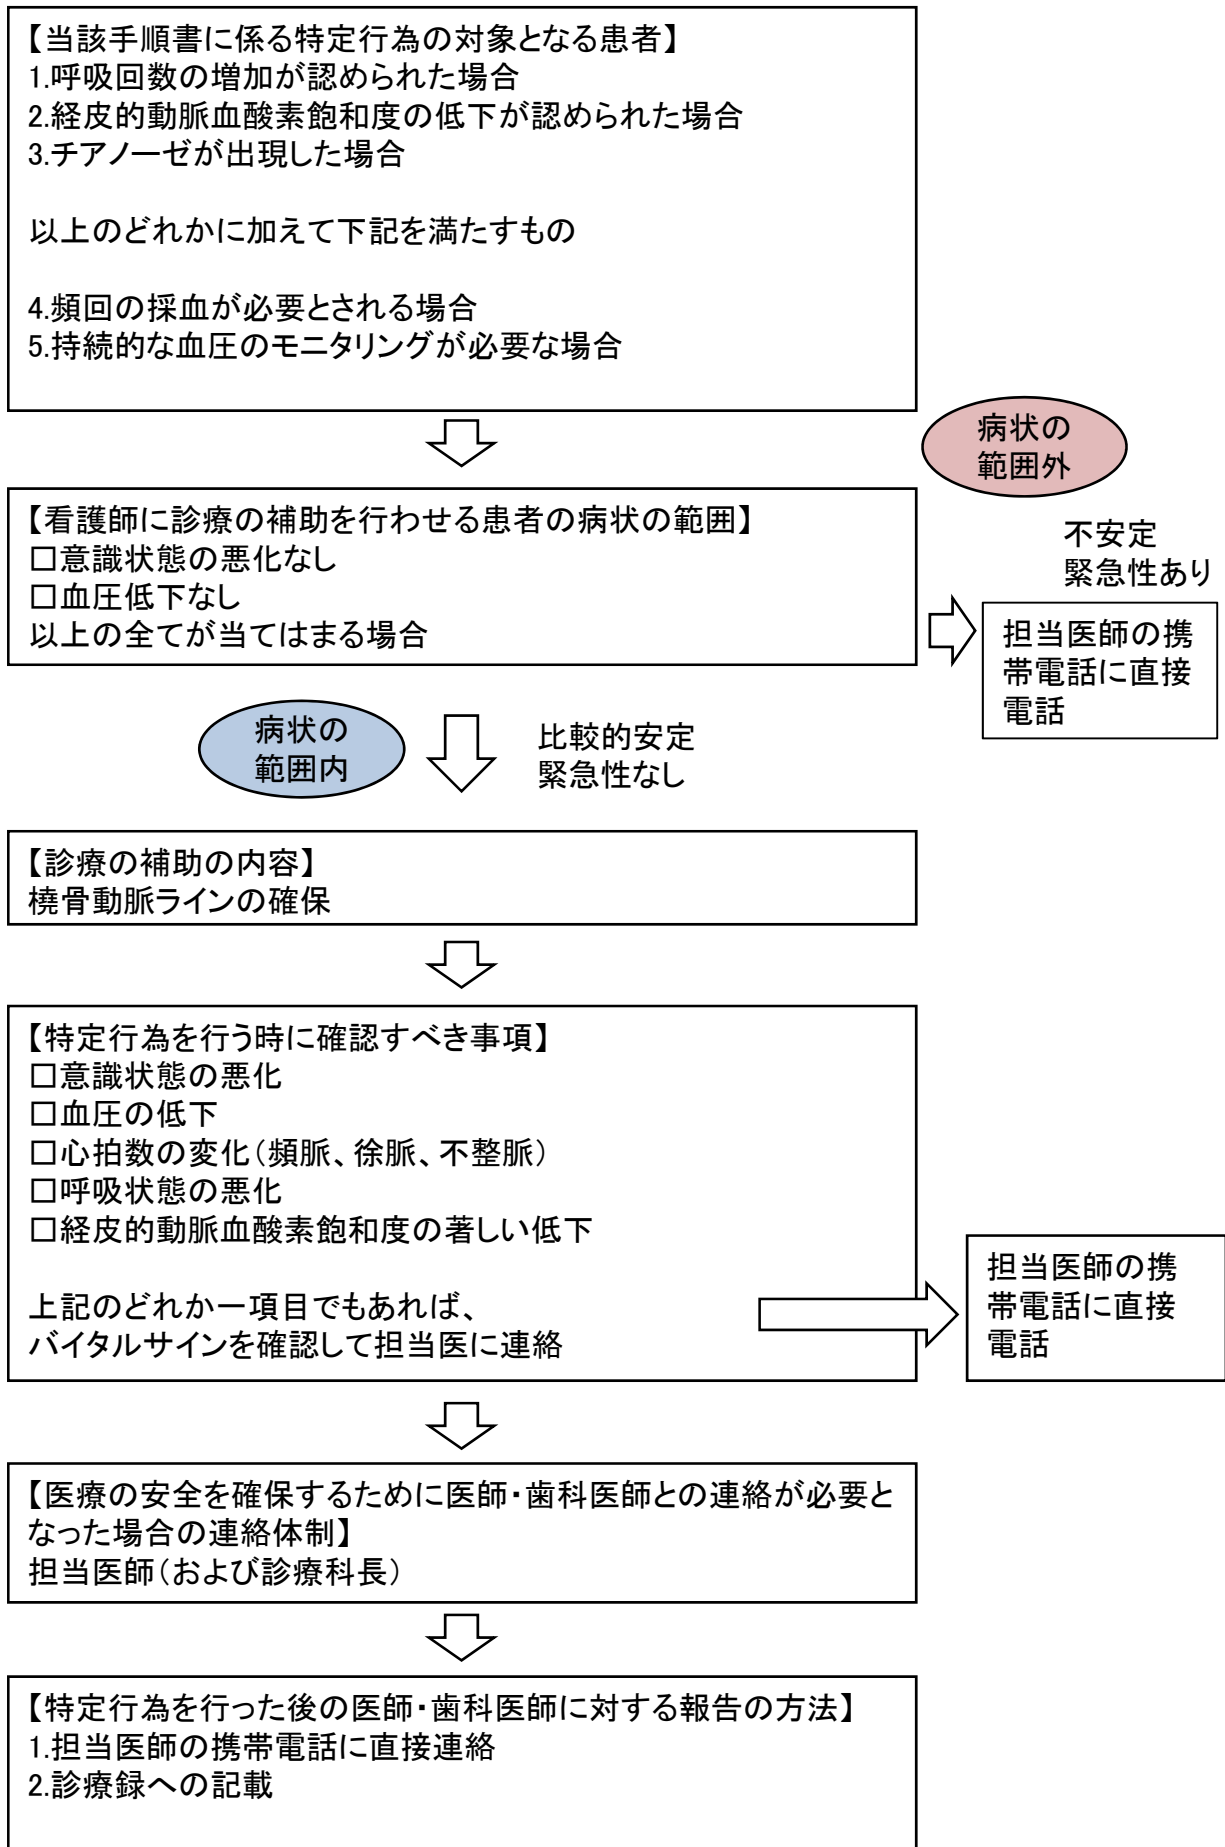 【当該手順書に係る特定行為の対象となる患者】
1.呼吸回数の増加が認められた場合
2.経皮的動脈血酸素飽和度の低下が認められた場合
3.チアノーゼが出現した場合
以上のどれかに加えて下記を満たすもの
4.頻回の採血が必要とされる場合
5.持続的な血圧のモニタリングが必要な場合
病状の
範囲外
【看護師に診療の補助を行わせる患者の病状の範囲】
□意識状態の悪化なし
□血圧低下なし
以上の全てが当てはまる場合
不安定
緊急性あり
担当医師の携
帯電話に直接
電話
病状の
範囲内
比較的安定
緊急性なし
【診療の補助の内容】
橈骨動脈ラインの確保
【特定行為を行う時に確認すべき事項】
□意識状態の悪化
□血圧の低下
□心拍数の変化（頻脈、徐脈、不整脈）
□呼吸状態の悪化
□経皮的動脈血酸素飽和度の著しい低下
上記のどれか一項目でもあれば、
バイタルサインを確認して担当医に連絡
担当医師の携
帯電話に直接
電話
【医療の安全を確保するために医師・歯科医師との連絡が必要と
なった場合の連絡体制】
担当医師（および診療科長）
【特定行為を行った後の医師・歯科医師に対する報告の方法】
1.担当医師の携帯電話に直接連絡
2.診療録への記載